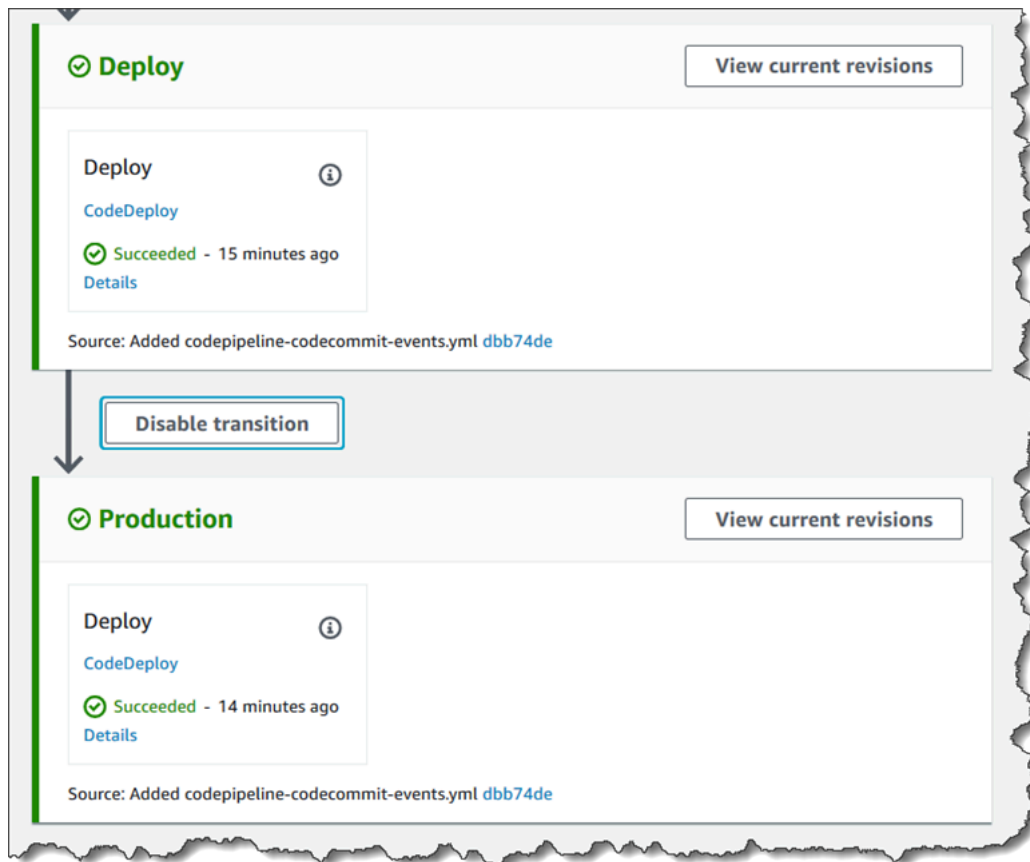 Deploy
View current revisions
Deploy
CodeDeploy
Succeeded - 15 minutes ago
Details
Source: Added codepipeline-codecommit-events.yml dbb74de
Disable transition
Production
View current revisions
Deploy
CodeDeploy
Succeeded - 14 minutes ago
Details
Source: Added codepipeline-codecommit-events.yml dbb74de